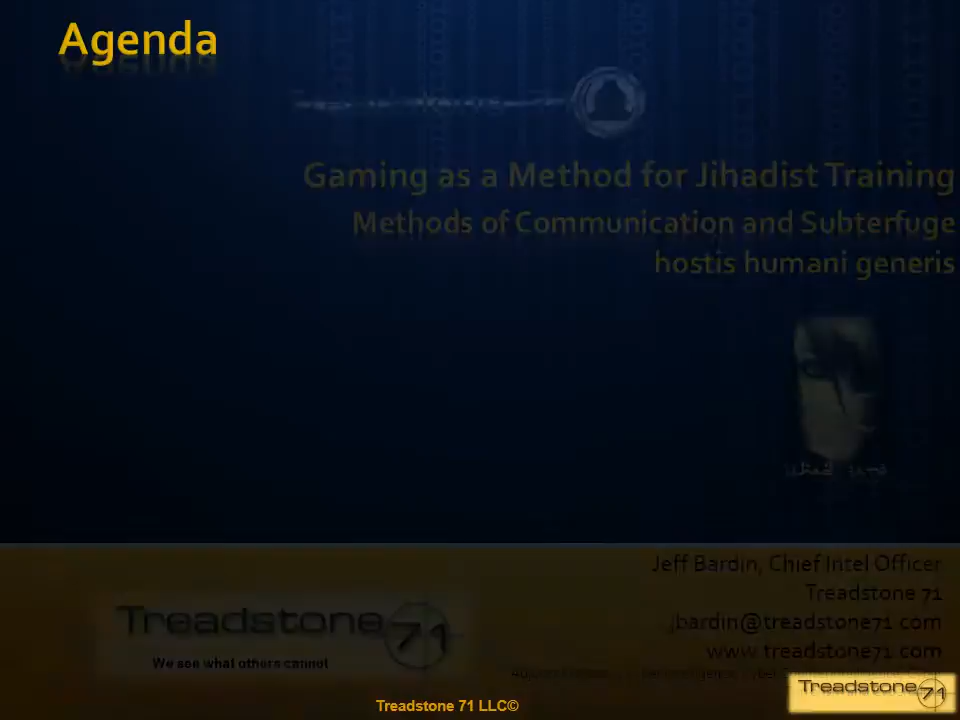 Agenda
Gaming as a Method for Jihadist Training
Methods of Communication and Subterfuge
hostis humani generis
Jeff Bardin, Chief Intel Officer
Treadstone 71
jbardin@treadstone71.com
www.treadstone71.com
Treadstone 71
We see what others cannot
Treadstone 71
Treadstone 71 LLC©